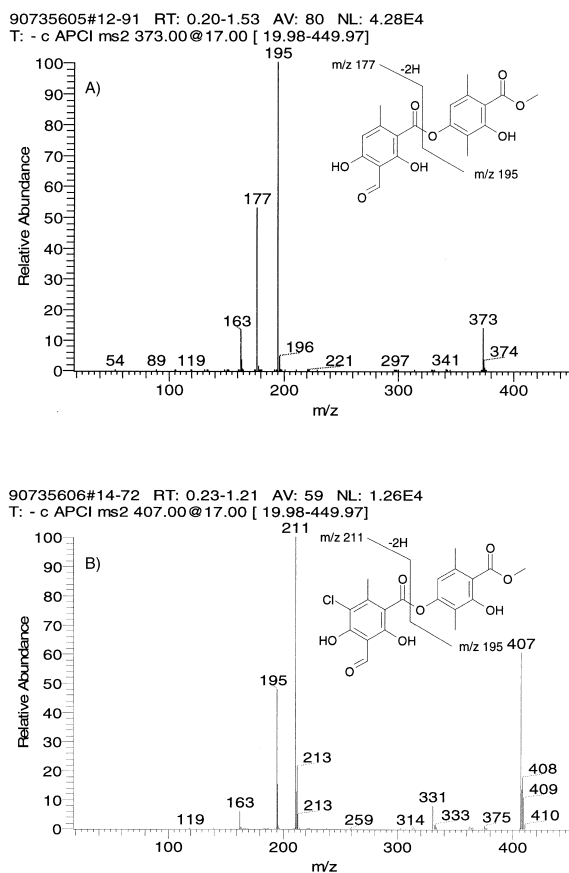 90735605#12-91 RT: 0.20-1.53 AV: 80 NL: 4.28E4
T: - c APCI ms2 373.00@17.00 [ 19.98-449.97]
A)
195
177
163
196
54
89
119
221
297
341
373
374
m/z 177
-2H
O
O
O
O
OH
HO
OH
O
m/z 195
100
90
80
70
60
50
40
30
20
10
0
Relative Abundance
100
200
300
400
m/z
90735606#14-72 RT: 0.23-1.21 AV: 59 NL: 1.26E4
T: - c APCI ms2 407.00@17.00 [ 19.98-449.97]
B)
211
195
213
213
163
119
259
314
331
333
375
407
408
409
410
m/z 211
-2H
O
O
O
O
Cl
OH
HO
OH
O
m/z 195
100
90
80
70
60
50
40
30
20
10
0
Relative Abundance
100
200
300
400
m/z